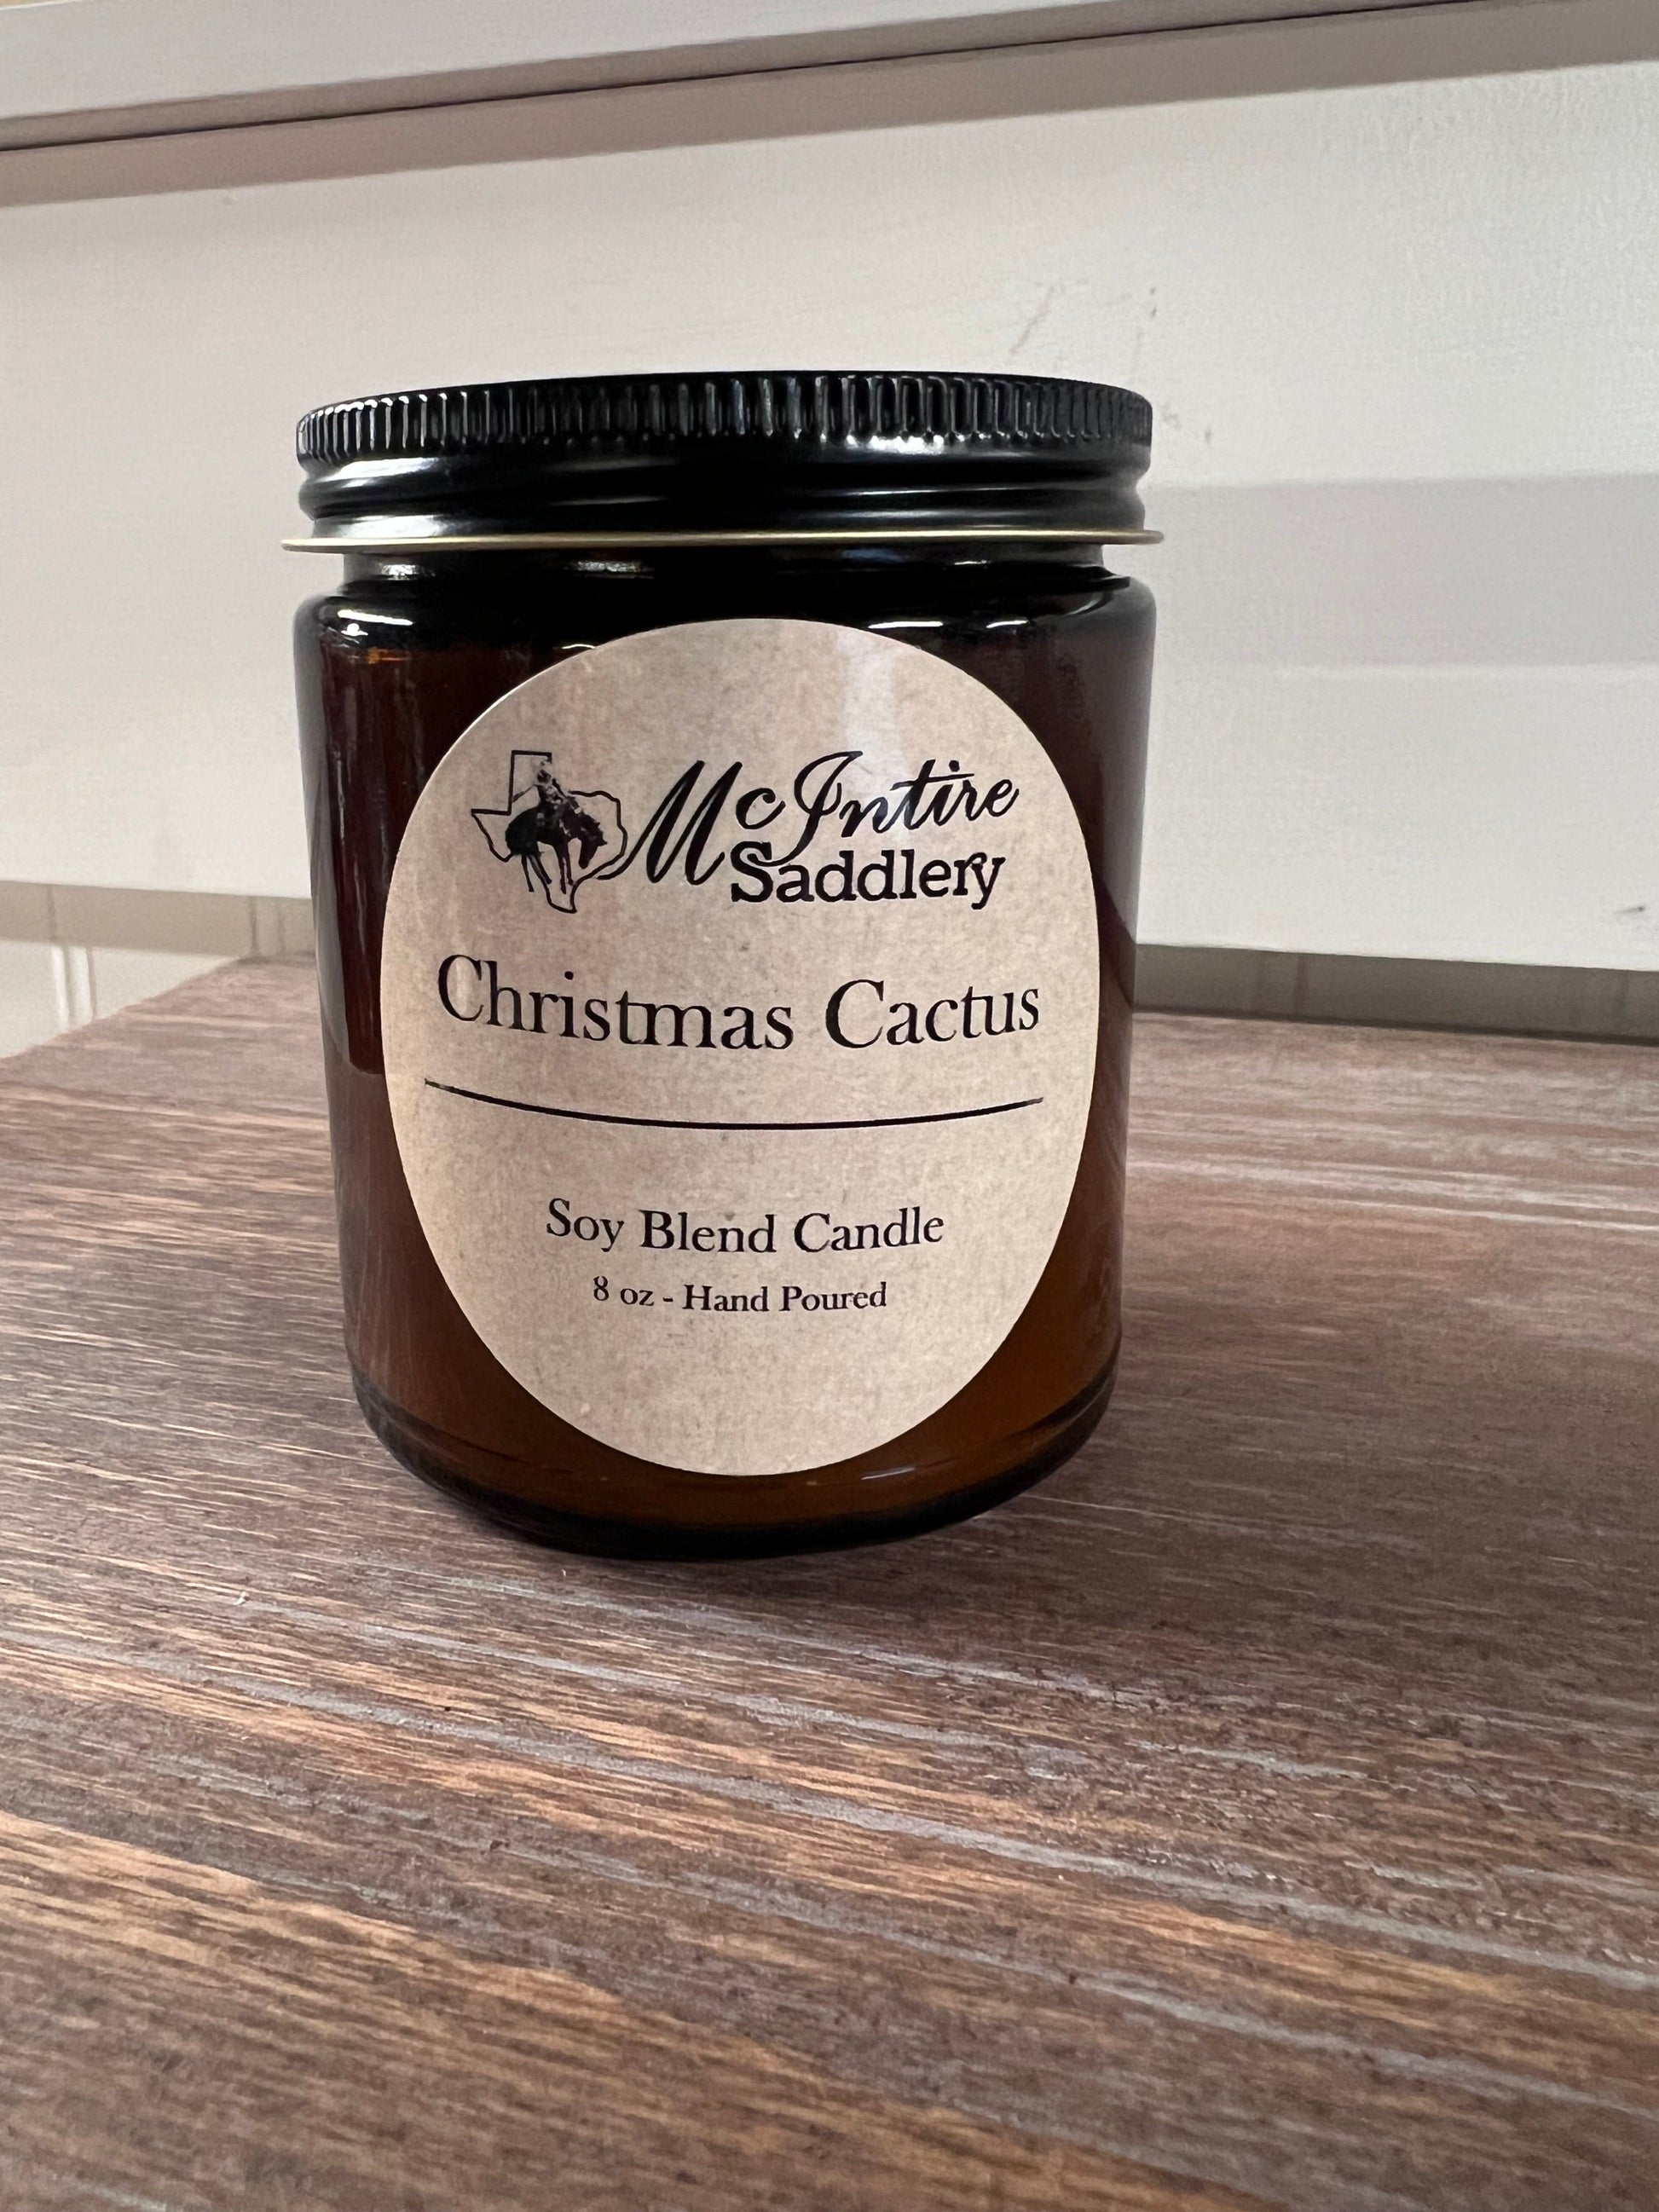 McIntire
Saddlery
Christmas Cactus
Soy Blend Candle
8 oz - Hand Poured